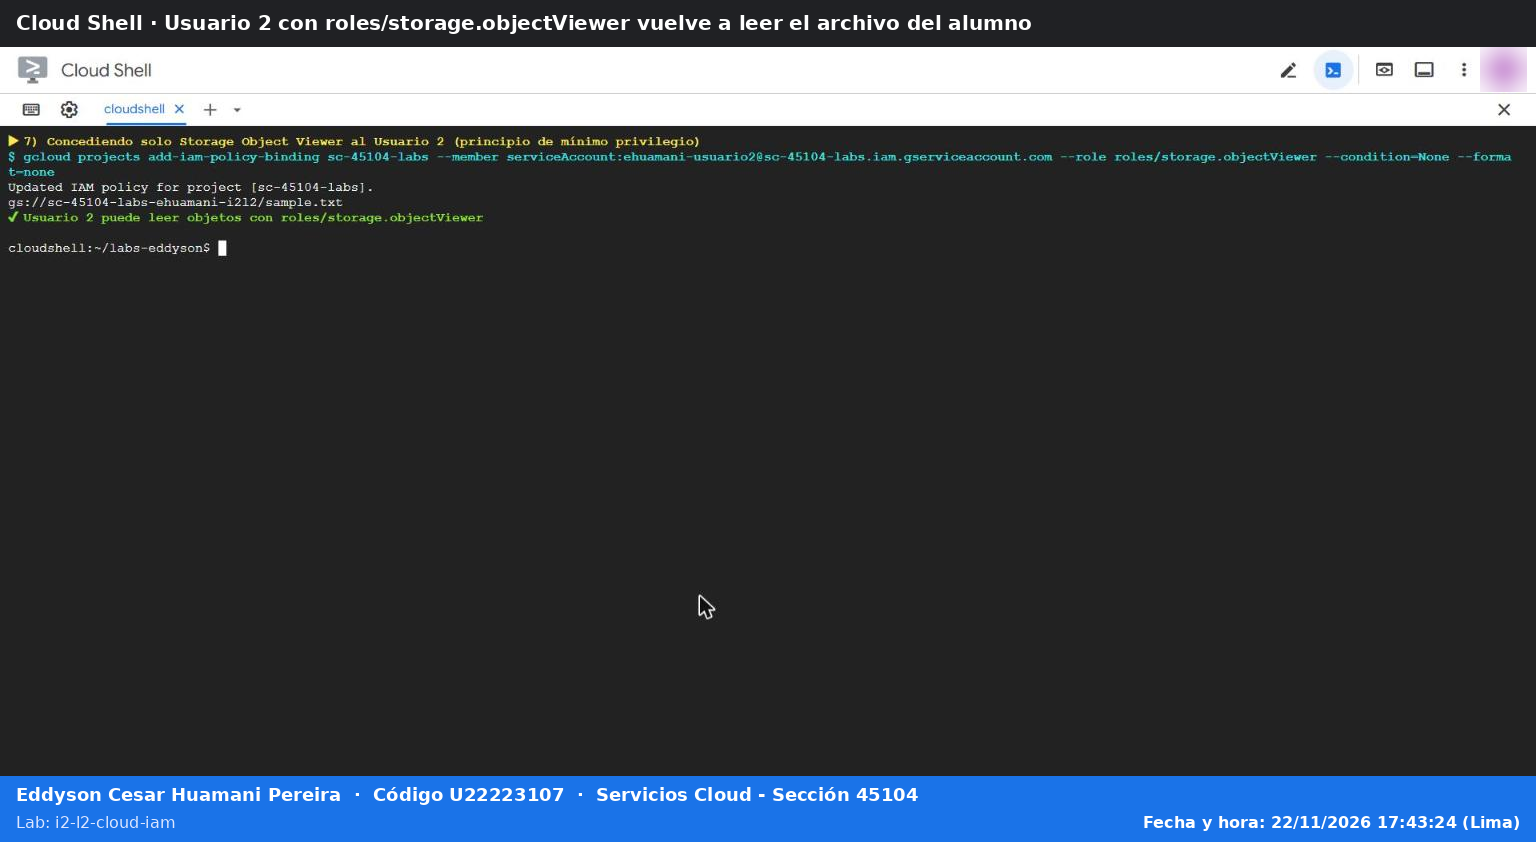 Cloud Shell · Usuario 2 con roles/storage.objectViewer vuelve a leer el archivo del alumno
Cloud Shell
cloudshell
7) Concediendo solo Storage Object Viewer al Usuario 2 (principio de mínimo privilegio)
$ gcloud projects add-iam-policy-binding sc-45104-labs --member serviceAccount:ehuamani-usuario2@sc-45104-labs.iam.gserviceaccount.com --role roles/storage.objectViewer --condition=None --forma
t=none
Updated IAM policy for project [sc-45104-labs].
gs://sc-45104-labs-ehuamani-i2l2/sample.txt
✔ Usuario 2 puede leer objetos con roles/storage.objectViewer
cloudshell:~/labs-eddyson$
Eddyson Cesar Huamani Pereira · Código U22223107 · Servicios Cloud - Sección 45104
Lab: i2-l2-cloud-iam
Fecha y hora: 22/11/2026 17:43:24 (Lima)